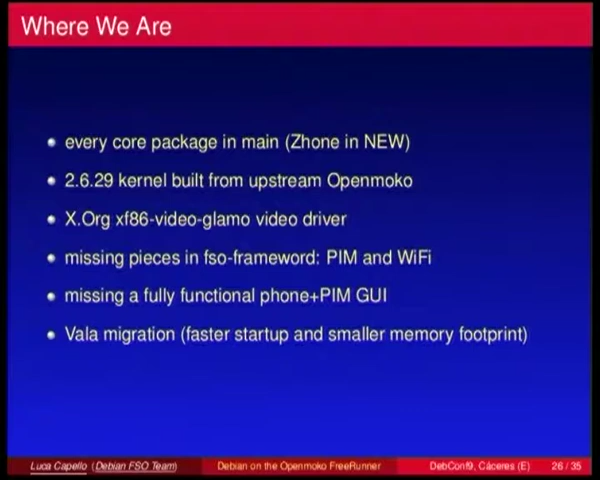 Where We Are
every core package in main (Zhone in NEW)
2.6.29 kernel built from upstream Openmoko
X.Org xf86-video-glamo video driver
missing pieces in fso-frameword: PIM and WiFi
missing a fully functional phone+PIM GUI
Vala migration (faster startup and smaller memory footprint)
Luca Capello (Debian FSO Team) Debian on the Openmoko FreeRunner DebConf9, Cáceres (E) 26 / 35